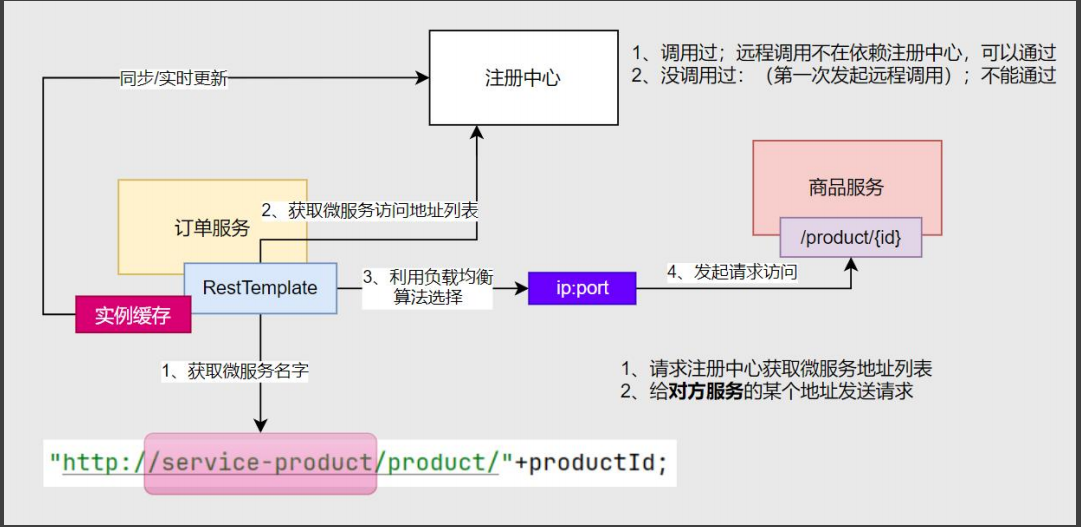 注册中心
1、调用过；远程调用不在依赖注册中心，可以通过
2、没调用过：（第一次发起远程调用）；不能通过
同步/实时更新
订单服务
2、获取微服务访问地址列表
商品服务
/product/{id}
RestTemplate
实例缓存
3、利用负载均衡
算法选择
ip:port
4、发起请求访问
1、获取微服务名字
1、请求注册中心获取微服务地址列表
2、给对方服务的某个地址发送请求
"http://service-product/product/"+productId;